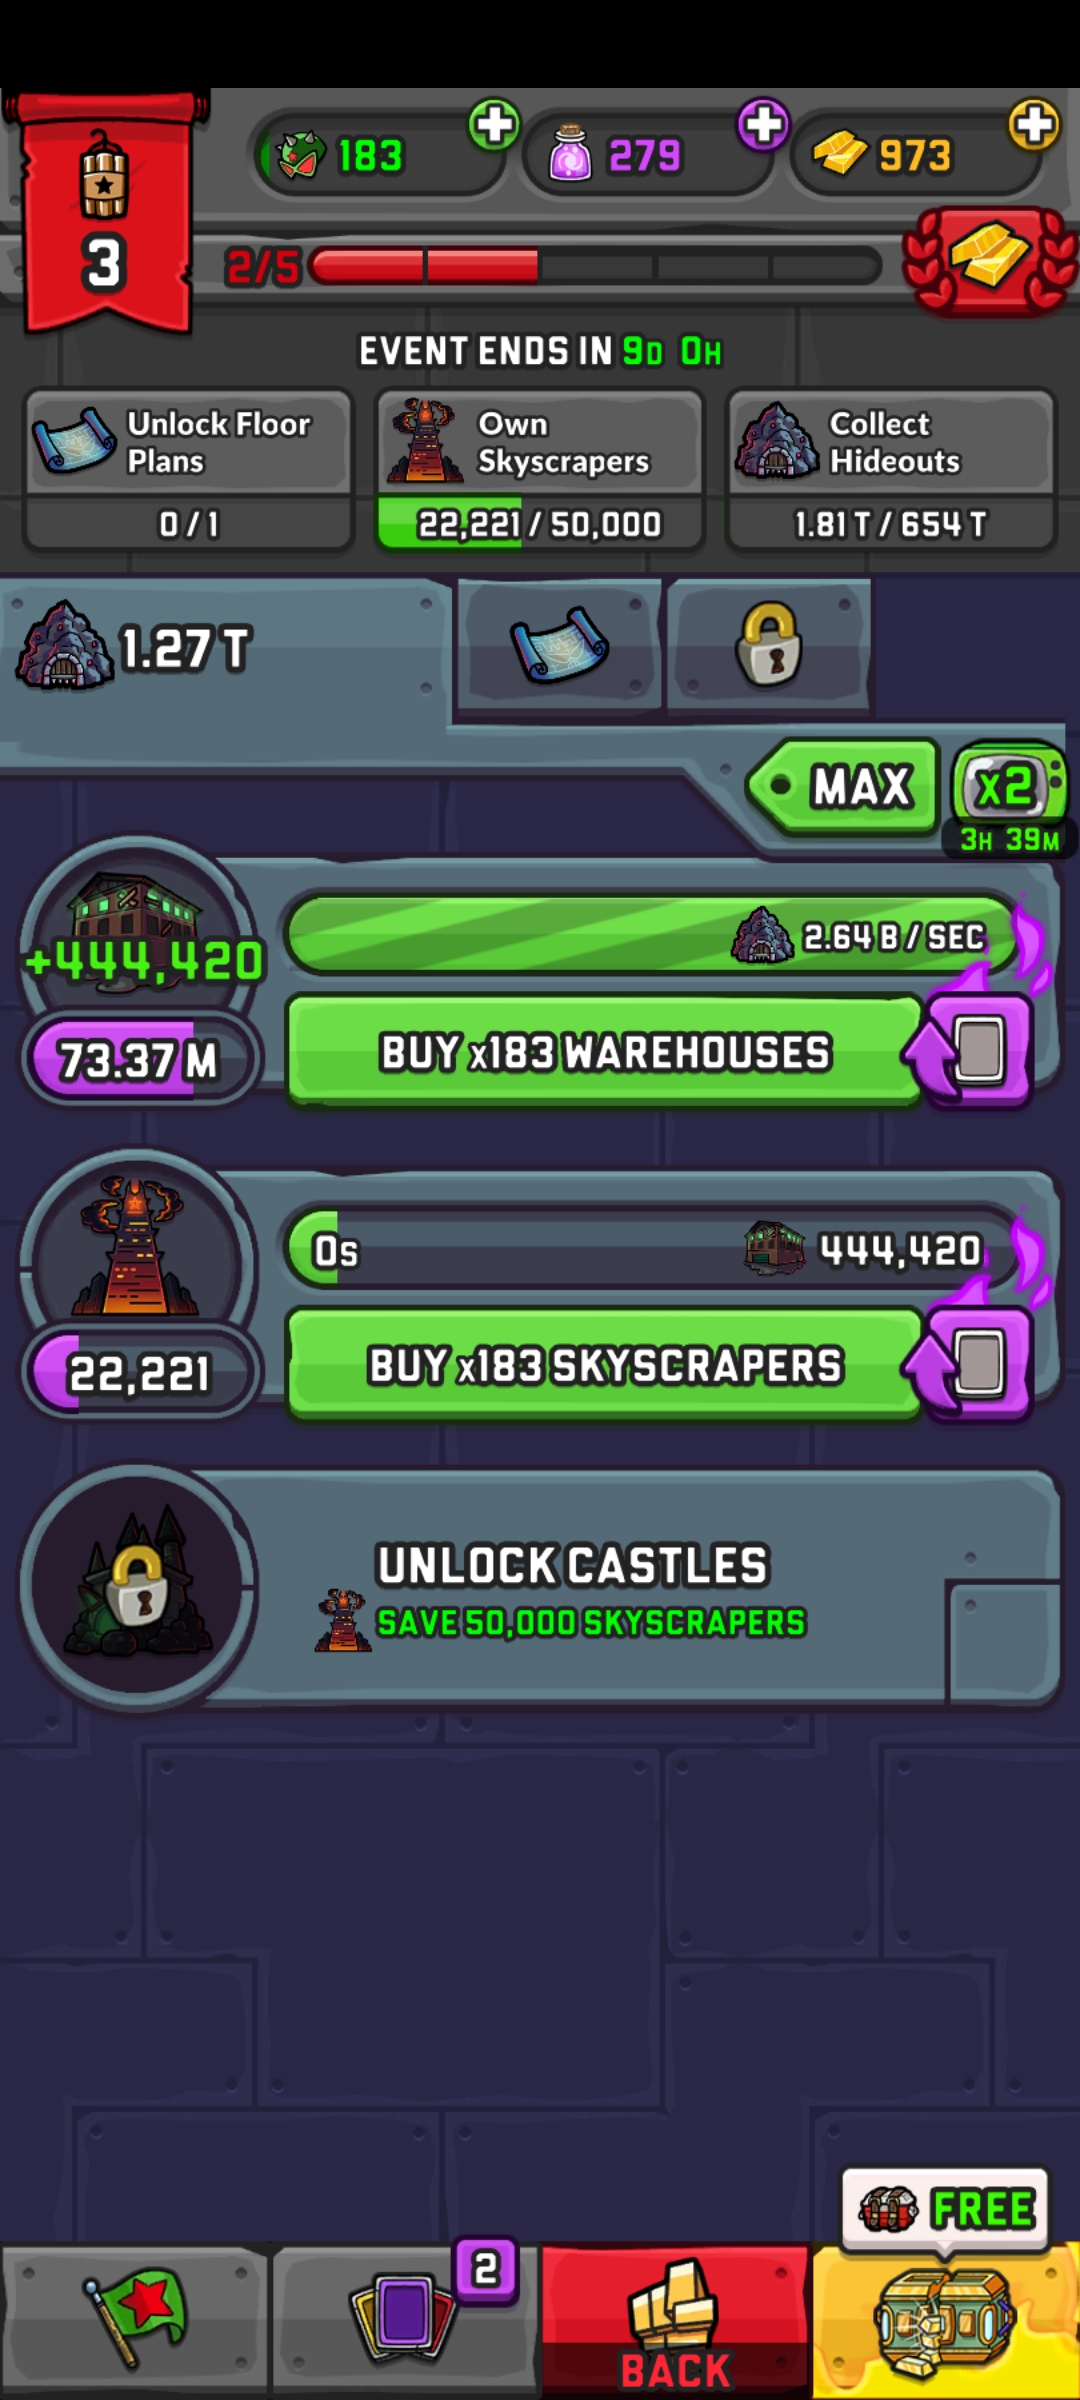 183
279
973
3
2/5
EVENT ENDS IN 9D 0H
Unlock Floor
Plans
0 / 1
Own
Skyscrapers
22,221 / 50,000
Collect
Hideouts
1.81 T / 654 T
1.27 T
MAX
x2
3H 39M
+444,420
2.64 B / SEC
73.37 M
BUY x183 WAREHOUSES
0s
444,420
22,221
BUY x183 SKYSCRAPERS
UNLOCK CASTLES
SAVE 50,000 SKYSCRAPERS
FREE
2
BACK